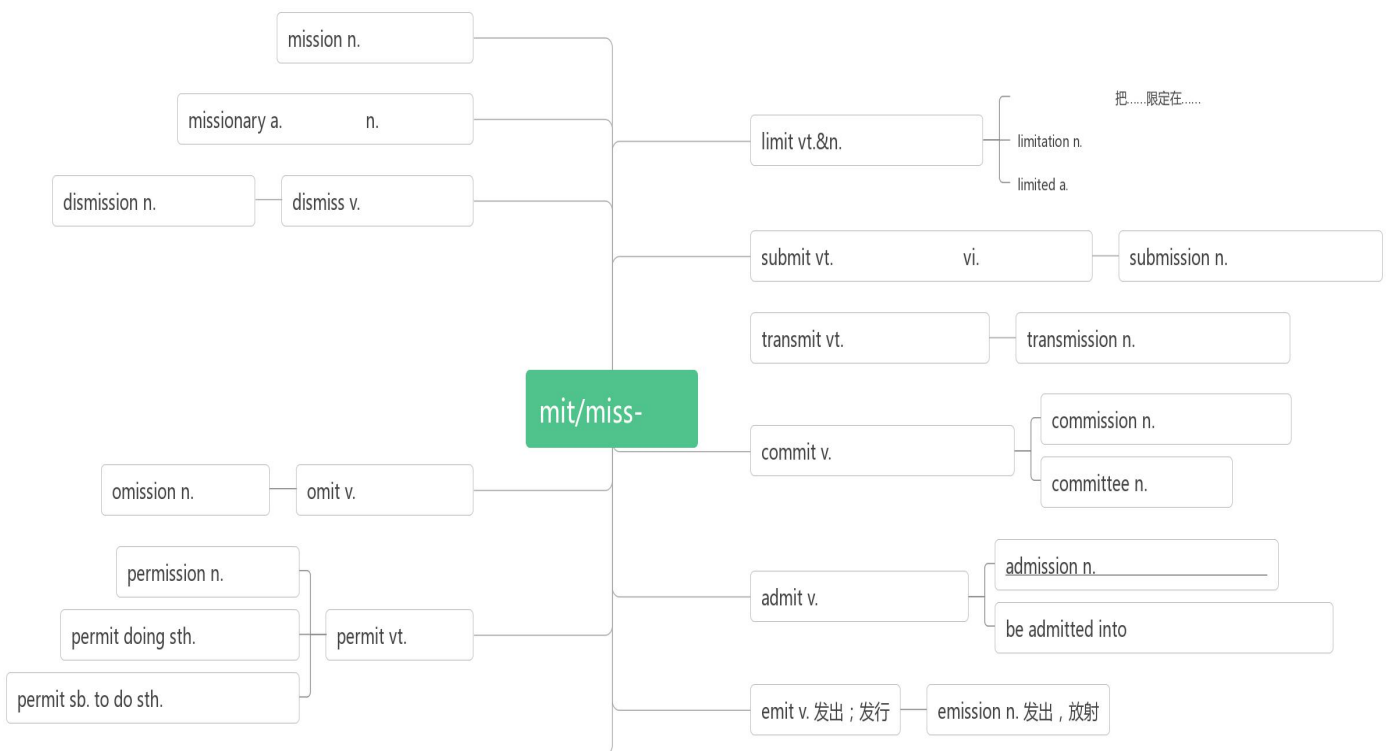 mit/miss-
mission n.
missionary a. n.
dismiss v.
dismission n.
omit v.
omission n.
permit vt.
permission n.
permit doing sth.
permit sb. to do sth.
limit vt.&n.
把……限定在……
limitation n.
limited a.
submit vt. vi.
submission n.
transmit vt.
transmission n.
commit v.
commission n.
committee n.
admit v.
admission n.
be admitted into
emit v. 发出；发行
emission n. 发出，放射